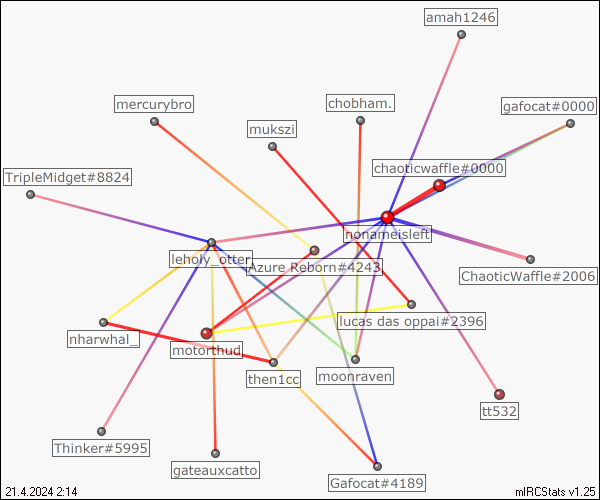 amah1246
mercurybro
chobham.
gafocat#0000
mukszi
chaoticwaffle#0000
TripleMidget#8824
nonameisleft
leholy_otter
Azure Reborn#4243
ChaoticWaffle#2006
lucas das oppai#2396
nharwhal_
motorthud
then1cc
moonraven
tt532
Thinker#5995
gateauxcatto
Gafocat#4189
21.4.2024 2:14
mIRCStats v1.25